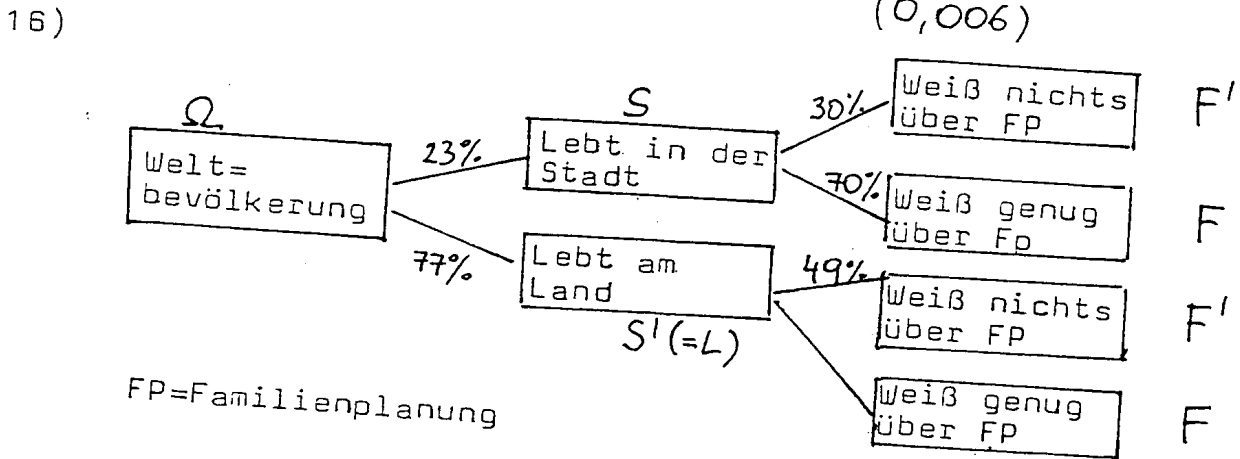 16)
(0,006)
Ω
Welt=
bevölkerung
23%
77%
S
Lebt in der
Stadt
Lebt am
Land
S'(=L)
30%
Weiß nichts
über FP
F'
70%
Weiß genug
über Fp
F
49%
Weiß nichts
über FP
F'
Weiß genug
über FP
F
FP=Familienplanung